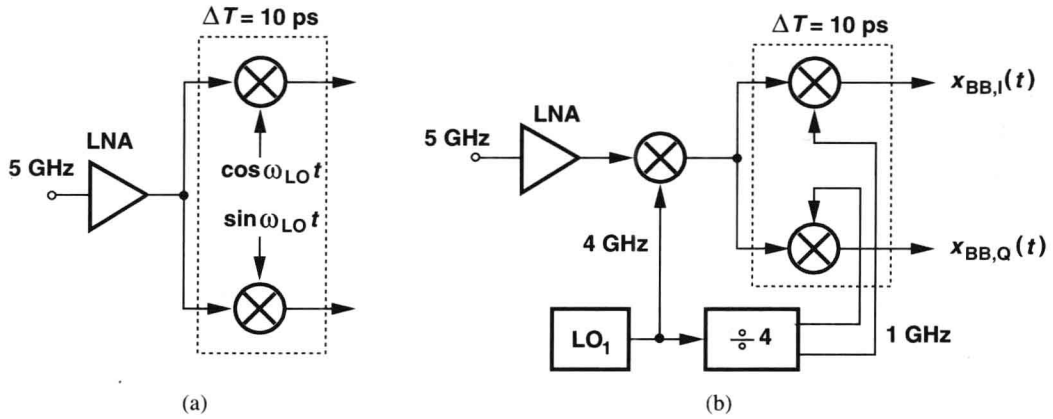 ΔT = 10 ps
LNA
5 GHz
cos ω_LO t
sin ω_LO t
(a)
ΔT = 10 ps
LNA
5 GHz
4 GHz
LO₁
÷ 4
1 GHz
x_BB,I(t)
x_BB,Q(t)
(b)